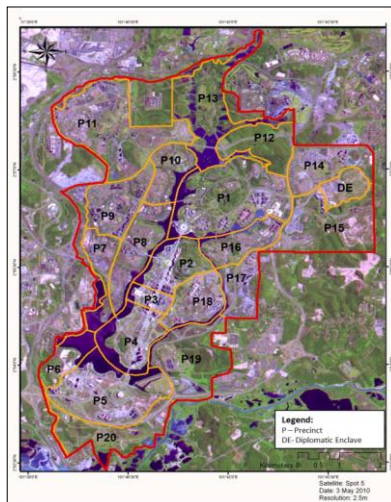 P13
P11
P12
P10
P14
DE
P1
P9
P15
P7
P8
P16
P2
P17
P3
P18
P4
P19
P6
P5
P20
Legend:
P – Precinct
DE- Diplomatic Enclave
Satellite: Spot 5
Date: 3 May 2010
Resolution: 2.5m